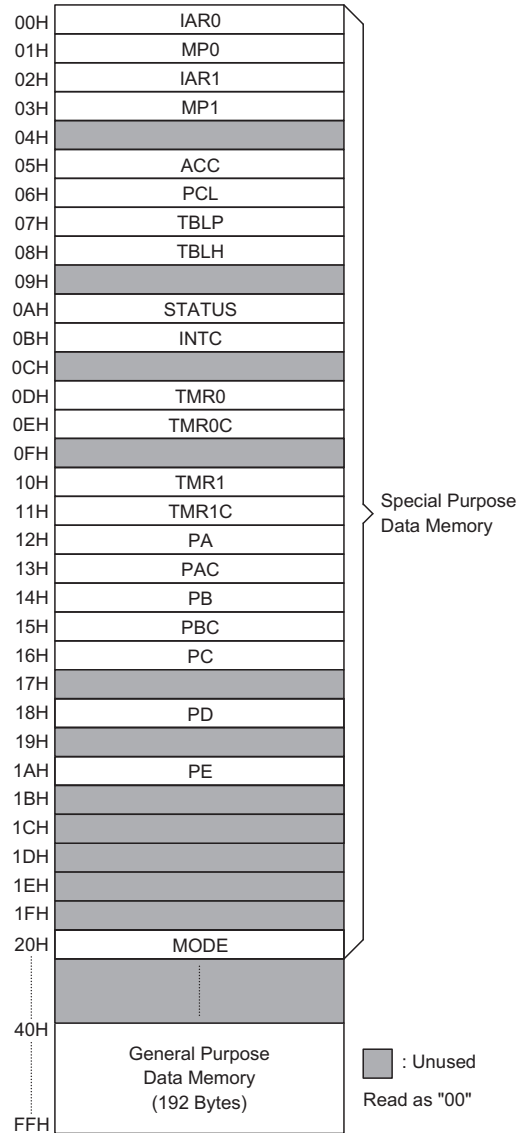 00H IAR0
01H MP0
02H IAR1
03H MP1
04H
05H ACC
06H PCL
07H TBLP
08H TBLH
09H
0AH STATUS
0BH INTC
0CH
0DH TMR0
0EH TMR0C
0FH
10H TMR1
11H TMR1C
12H PA
13H PAC
14H PB
15H PBC
16H PC
17H
18H PD
19H
1AH PE
1BH
1CH
1DH
1EH
1FH
20H MODE
Special Purpose
Data Memory
40H
General Purpose
Data Memory
(192 Bytes)
FFH
: Unused
Read as "00"